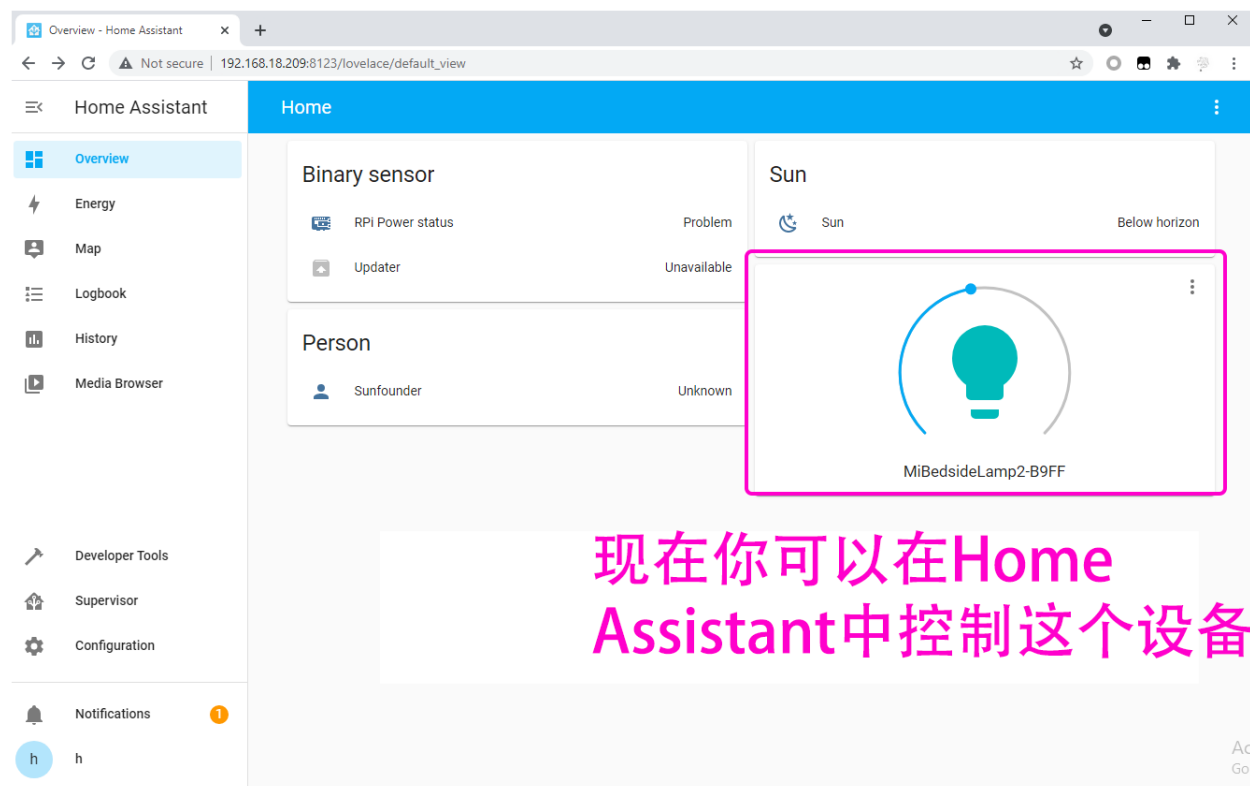 Overview - Home Assistant
Not secure | 192.168.18.209:8123/lovelace/default_view
Home Assistant
Home
Overview
Energy
Map
Logbook
History
Media Browser
Developer Tools
Supervisor
Configuration
Notifications 1
h h
Binary sensor
RPi Power status Problem
Updater Unavailable
Person
Sunfounder Unknown
Sun
Sun Below horizon
MiBedsideLamp2-B9FF
现在你可以在Home
Assistant中控制这个设备